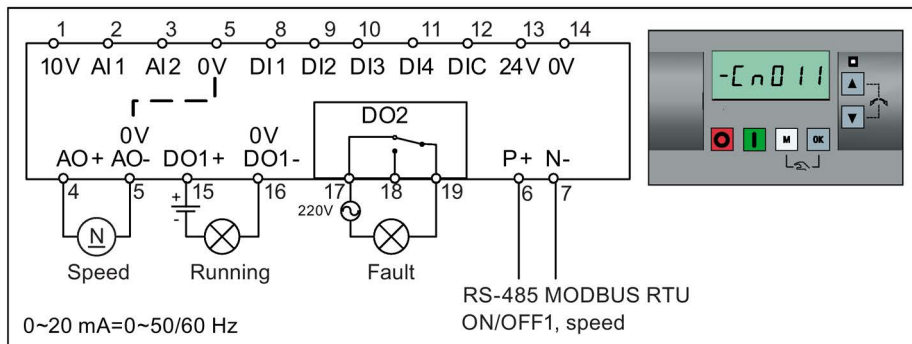 1 2 3 5 8 9 10 11 12 13 14
10V AI1 AI2 0V DI1 DI2 DI3 DI4 DIC 24V 0V
-Cn011
DO2
0V 0V
AO+ AO- DO1+ DO1- P+ N-
M OK
4 5 15 16 17 18 19 6 7
+
-
220V
N
Speed Running Fault
RS-485 MODBUS RTU
ON/OFF1, speed
0~20 mA=0~50/60 Hz